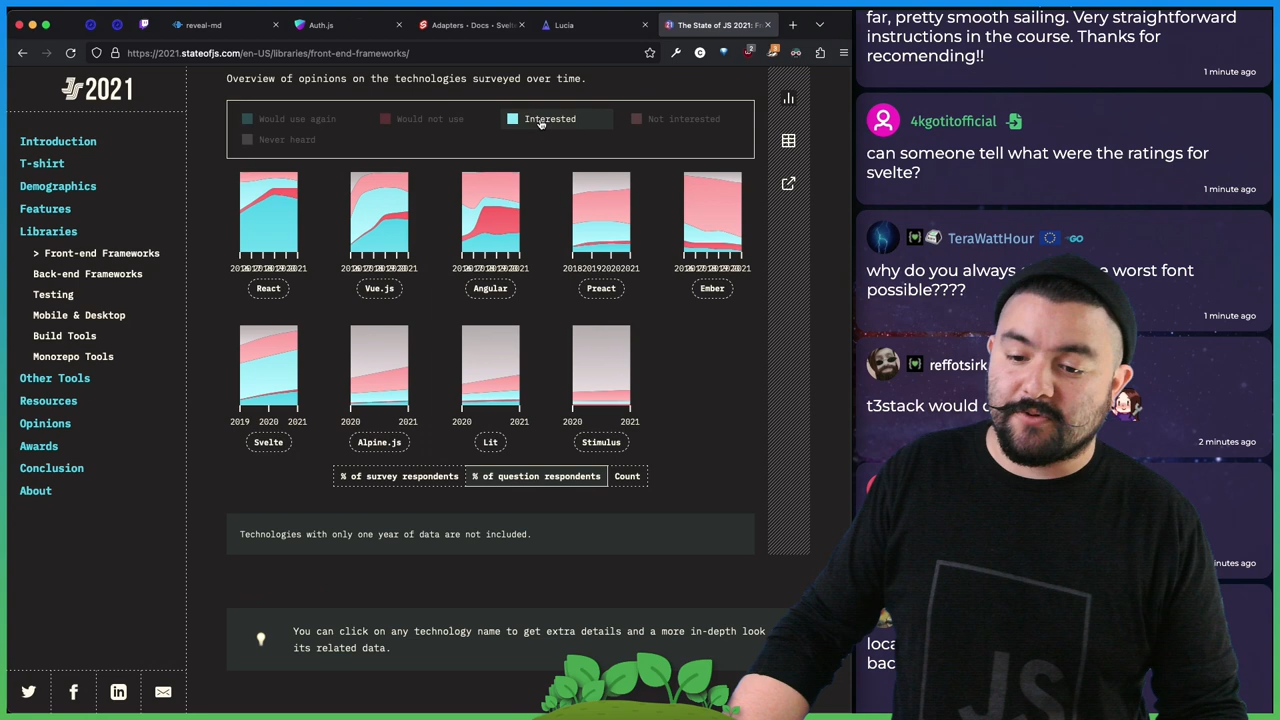 reveal-md
Auth.js
Adapters • Docs • Svelt
Lucia
The State of JS 2021: F
https://2021.stateofjs.com/en-US/libraries/front-end-frameworks/
2021
Introduction
T-shirt
Demographics
Features
Libraries
> Front-end Frameworks
Back-end Frameworks
Testing
Mobile & Desktop
Build Tools
Monorepo Tools
Other Tools
Resources
Opinions
Awards
Conclusion
About
Overview of opinions on the technologies surveyed over time.
Would use again
Would not use
Interested
Not interested
Never heard
React
Vue.js
Angular
2018201920202021
Preact
Ember
2019 2020 2021
Svelte
2020 2021
Alpine.js
2020 2021
Lit
2020 2021
Stimulus
% of survey respondents
% of question respondents
Count
Technologies with only one year of data are not included.
You can click on any technology name to get extra details and a more in-depth look
its related data.
far, pretty smooth sailing. Very straightforward
instructions in the course. Thanks for
recomending!!
1 minute ago
4kgotitofficial
can someone tell what were the ratings for
svelte?
1 minute ago
TeraWattHour
GO
why do you always
worst font
possible????
1 minute ago
reffotsirk
t3stack would
2 minutes ago
minutes ago
loca
bac
JS